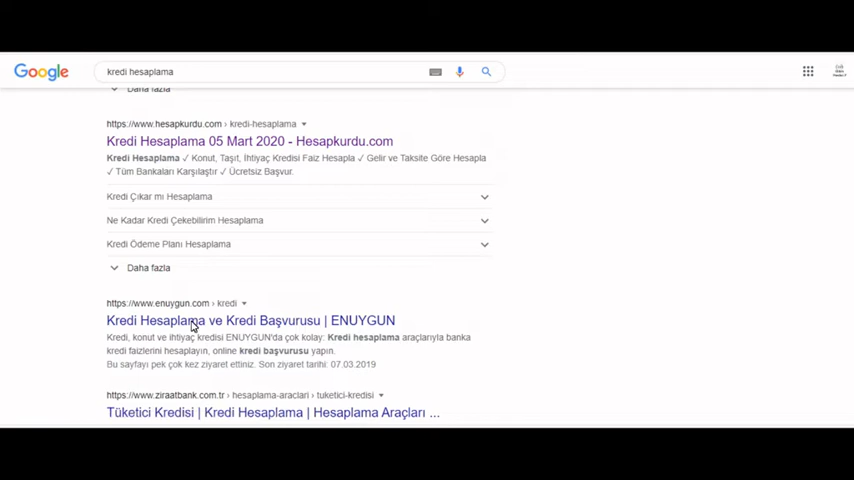 Google
kredi hesaplama
Daha fazla
https://www.hesapkurdu.com › kredi-hesaplama
Kredi Hesaplama 05 Mart 2020 - Hesapkurdu.com
Kredi Hesaplama ✓ Konut, Taşıt, İhtiyaç Kredisi Faiz Hesapla ✓ Gelir ve Taksite Göre Hesapla
✓ Tüm Bankaları Karşılaştır ✓ Ücretsiz Başvur.
Kredi Çıkar mı Hesaplama
Ne Kadar Kredi Çekebilirim Hesaplama
Kredi Ödeme Planı Hesaplama
Daha fazla
https://www.enuygun.com › kredi
Kredi Hesaplama ve Kredi Başvurusu | ENUYGUN
Kredi, konut ve ihtiyaç kredisi ENUYGUN'da çok kolay: Kredi hesaplama araçlarıyla banka
kredi faizlerini hesaplayın, online kredi başvurusu yapın.
Bu sayfayı pek çok kez ziyaret ettiniz. Son ziyaret tarihi: 07.03.2019
https://www.ziraatbank.com.tr › hesaplama-araclari › tuketici-kredisi
Tüketici Kredisi | Kredi Hesaplama | Hesaplama Araçları ...